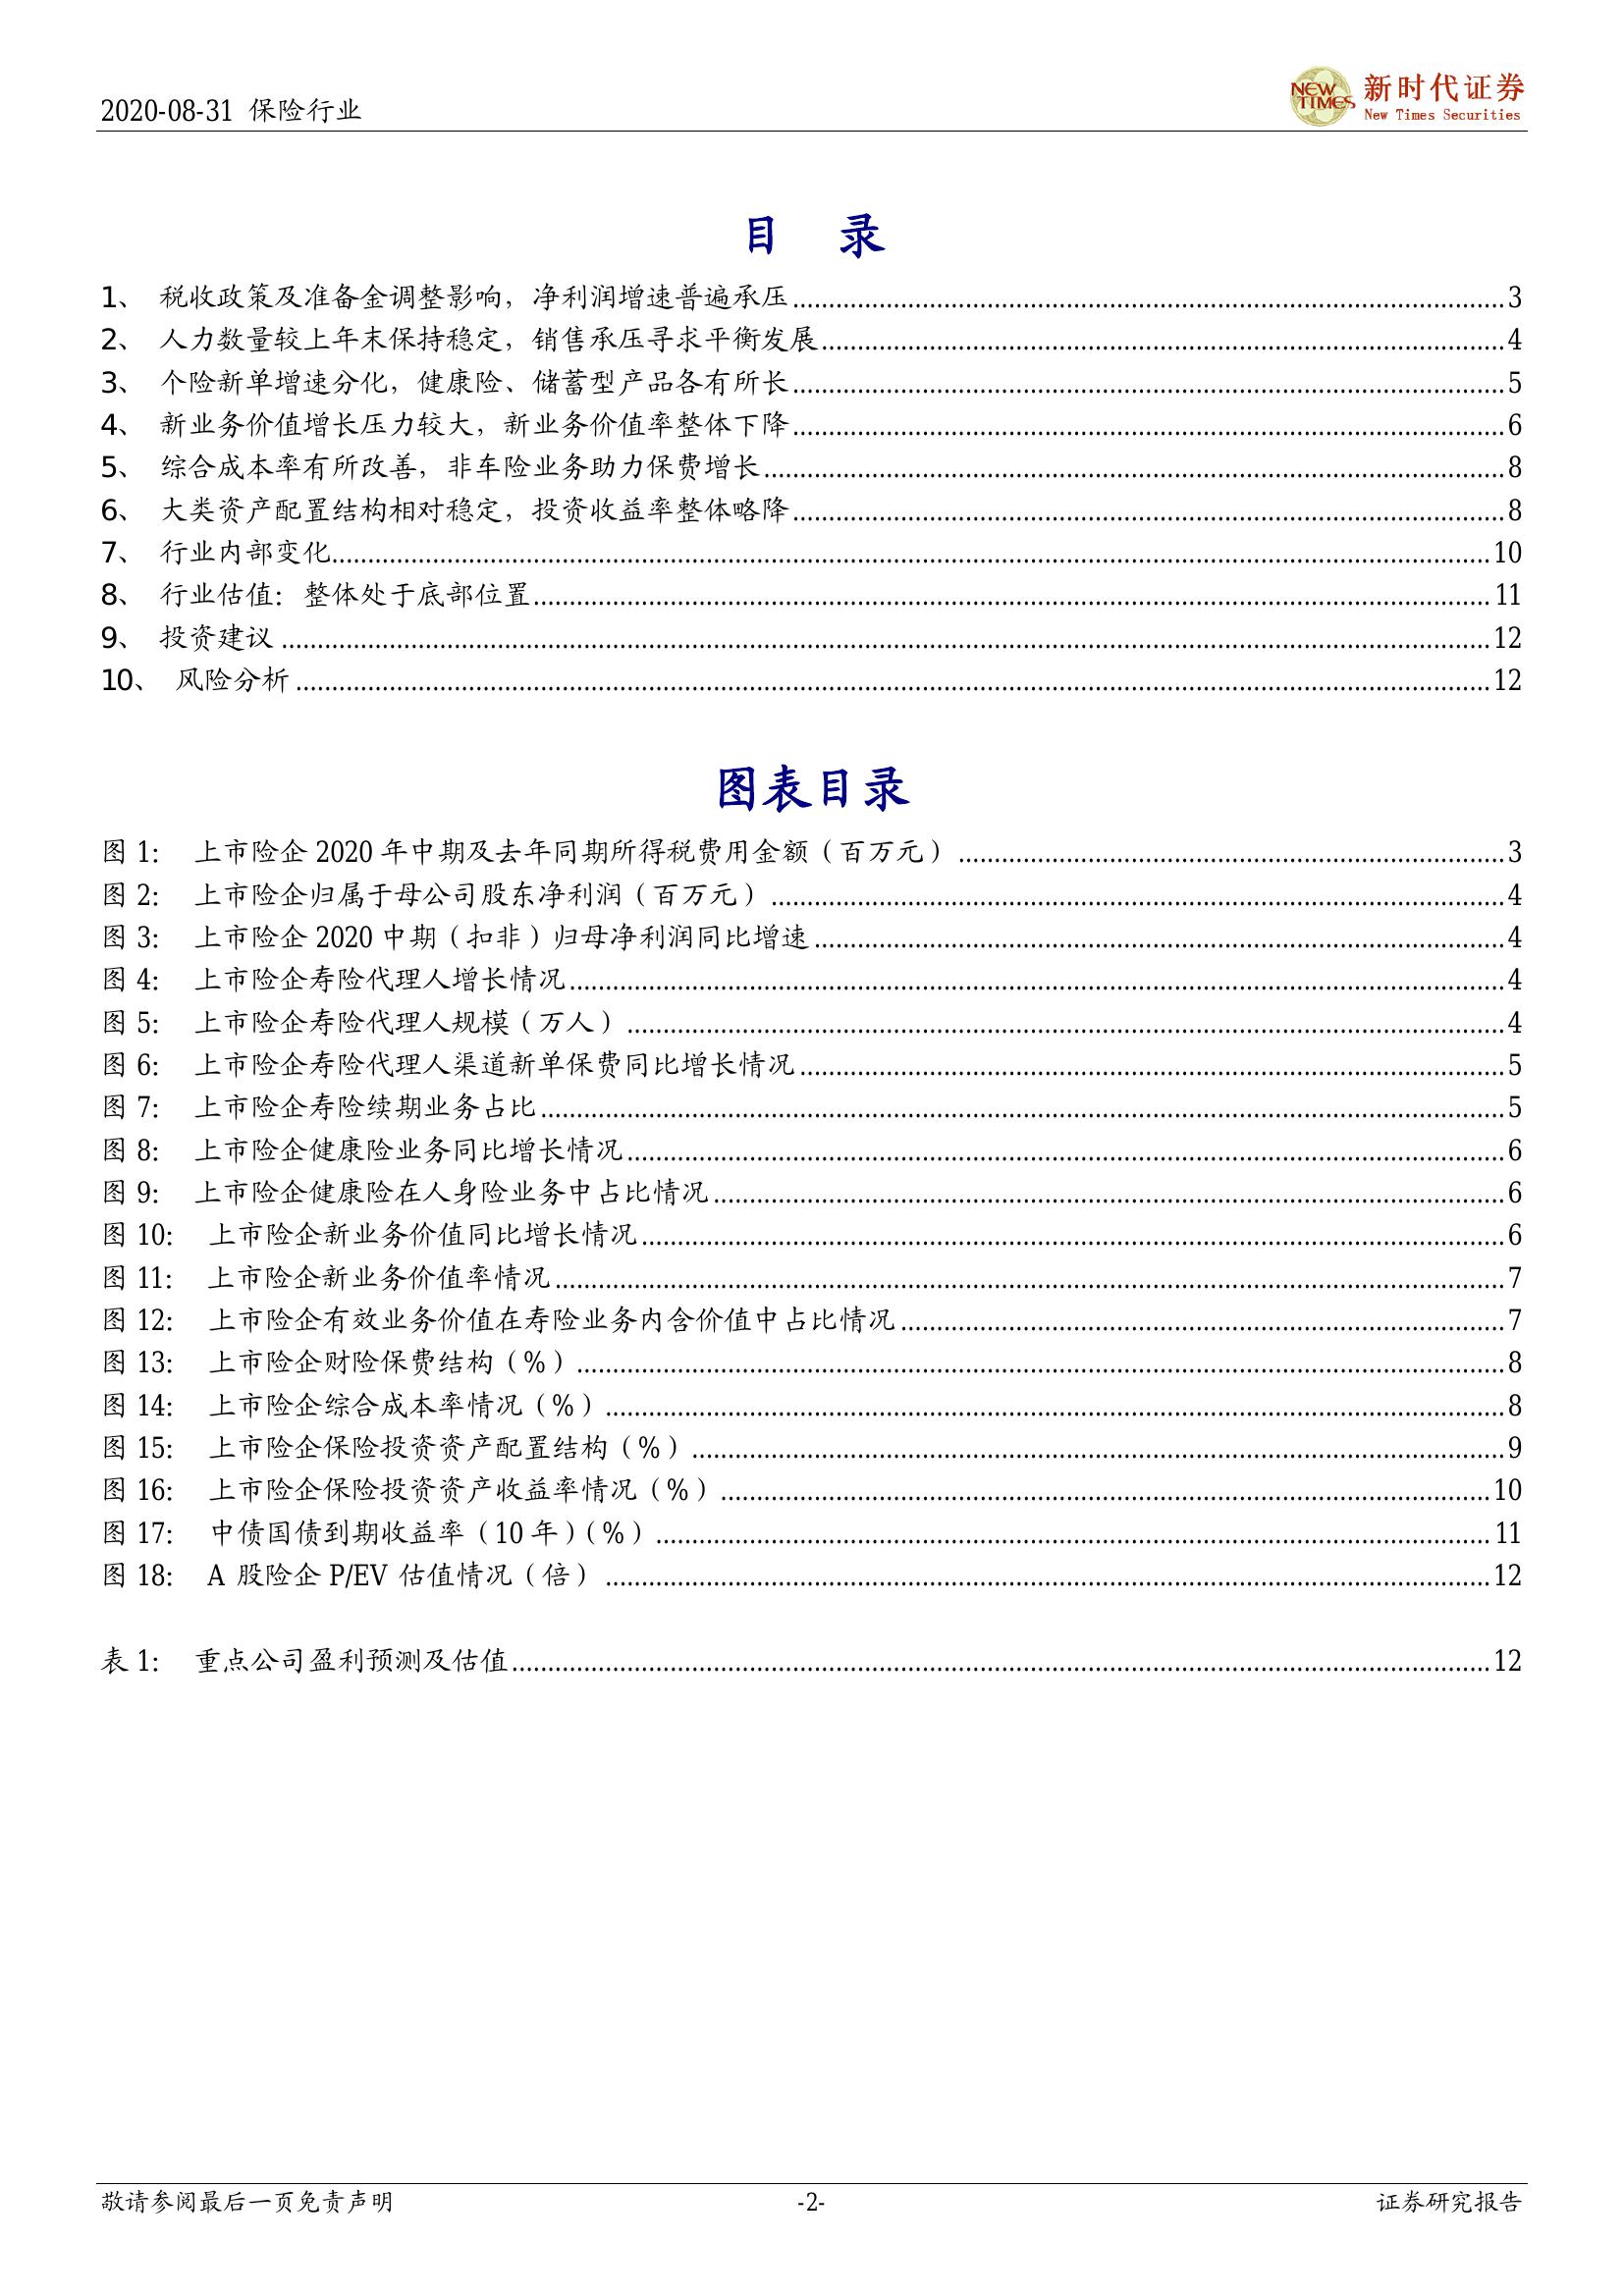 2020-08-31 保险行业
NEW TIMES 新时代证券
New Times Securities
目 录
1、 税收政策及准备金调整影响，净利润增速普遍承压 3
2、 人力数量较上年末保持稳定，销售承压寻求平衡发展 4
3、 个险新单增速分化，健康险、储蓄型产品各有所长 5
4、 新业务价值增长压力较大，新业务价值率整体下降 6
5、 综合成本率有所改善，非车险业务助力保费增长 8
6、 大类资产配置结构相对稳定，投资收益率整体略降 8
7、 行业内部变化 10
8、 行业估值：整体处于底部位置 11
9、 投资建议 12
10、 风险分析 12
图表目录
图 1: 上市险企 2020 年中期及去年同期所得税费用金额（百万元） 3
图 2: 上市险企归属于母公司股东净利润（百万元） 4
图 3: 上市险企 2020 中期（扣非）归母净利润同比增速 4
图 4: 上市险企寿险代理人增长情况 4
图 5: 上市险企寿险代理人规模（万人） 4
图 6: 上市险企寿险代理人渠道新单保费同比增长情况 5
图 7: 上市险企寿险续期业务占比 5
图 8: 上市险企健康险业务同比增长情况 6
图 9: 上市险企健康险在人身险业务中占比情况 6
图 10: 上市险企新业务价值同比增长情况 6
图 11: 上市险企新业务价值率情况 7
图 12: 上市险企有效业务价值在寿险业务内含价值中占比情况 7
图 13: 上市险企财险保费结构（%） 8
图 14: 上市险企综合成本率情况（%） 8
图 15: 上市险企保险投资资产配置结构（%） 9
图 16: 上市险企保险投资资产收益率情况（%） 10
图 17: 中债国债到期收益率（10 年）（%） 11
图 18: A 股险企 P/EV 估值情况（倍） 12
表 1: 重点公司盈利预测及估值 12
敬请参阅最后一页免责声明 -2- 证券研究报告